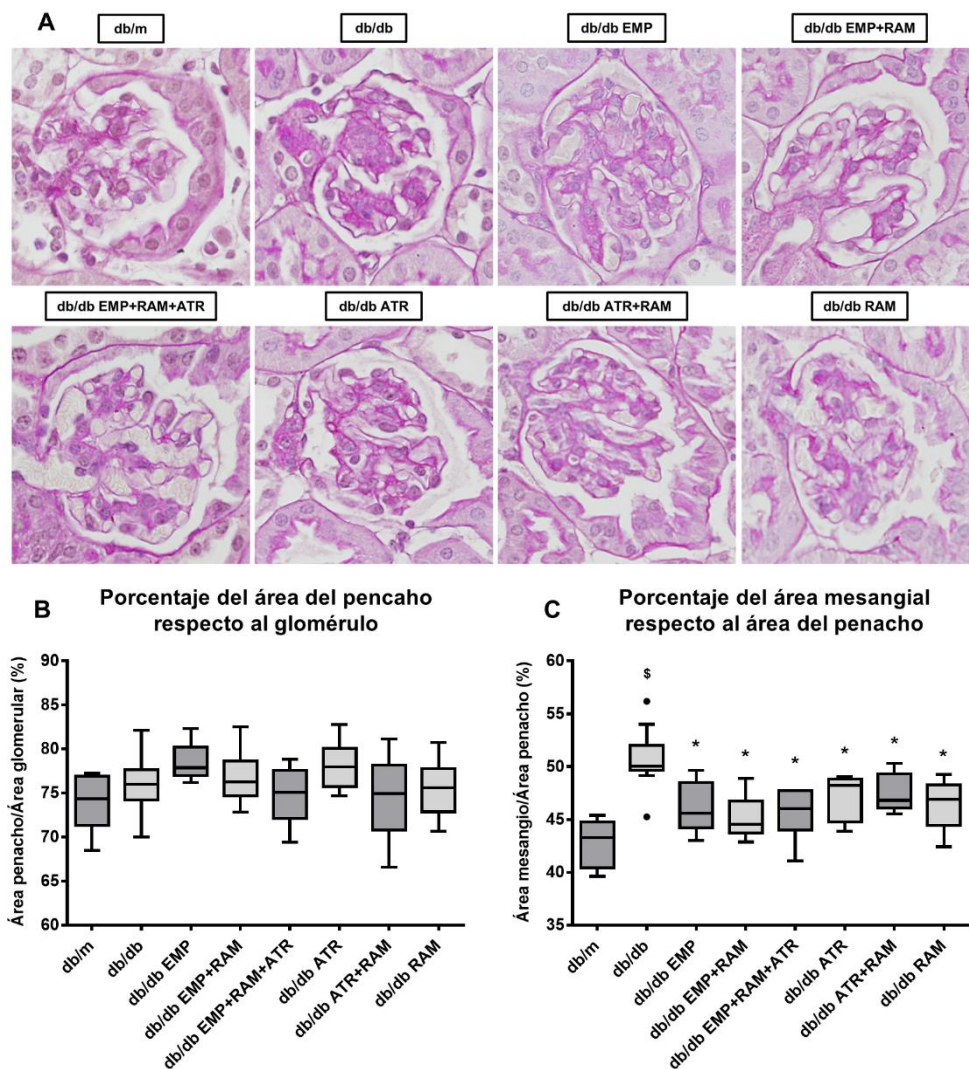 A
db/m
db/db
db/db EMP
db/db EMP+RAM
db/db EMP+RAM+ATR
db/db ATR
db/db ATR+RAM
db/db RAM
B
Porcentaje del área del pencaho
respecto al glomérulo
Área penacho/Área glomerular (%)
90
85
80
75
70
65
60
db/m
db/db
db/db EMP
db/db EMP+RAM
db/db EMP+RAM+ATR
db/db ATR
db/db ATR+RAM
db/db RAM
C
Porcentaje del área mesangial
respecto al área del penacho
Área mesangio/Área penacho (%)
60
55
50
45
40
35
$
*
*
*
*
*
*
db/m
db/db
db/db EMP
db/db EMP+RAM
db/db EMP+RAM+ATR
db/db ATR
db/db ATR+RAM
db/db RAM